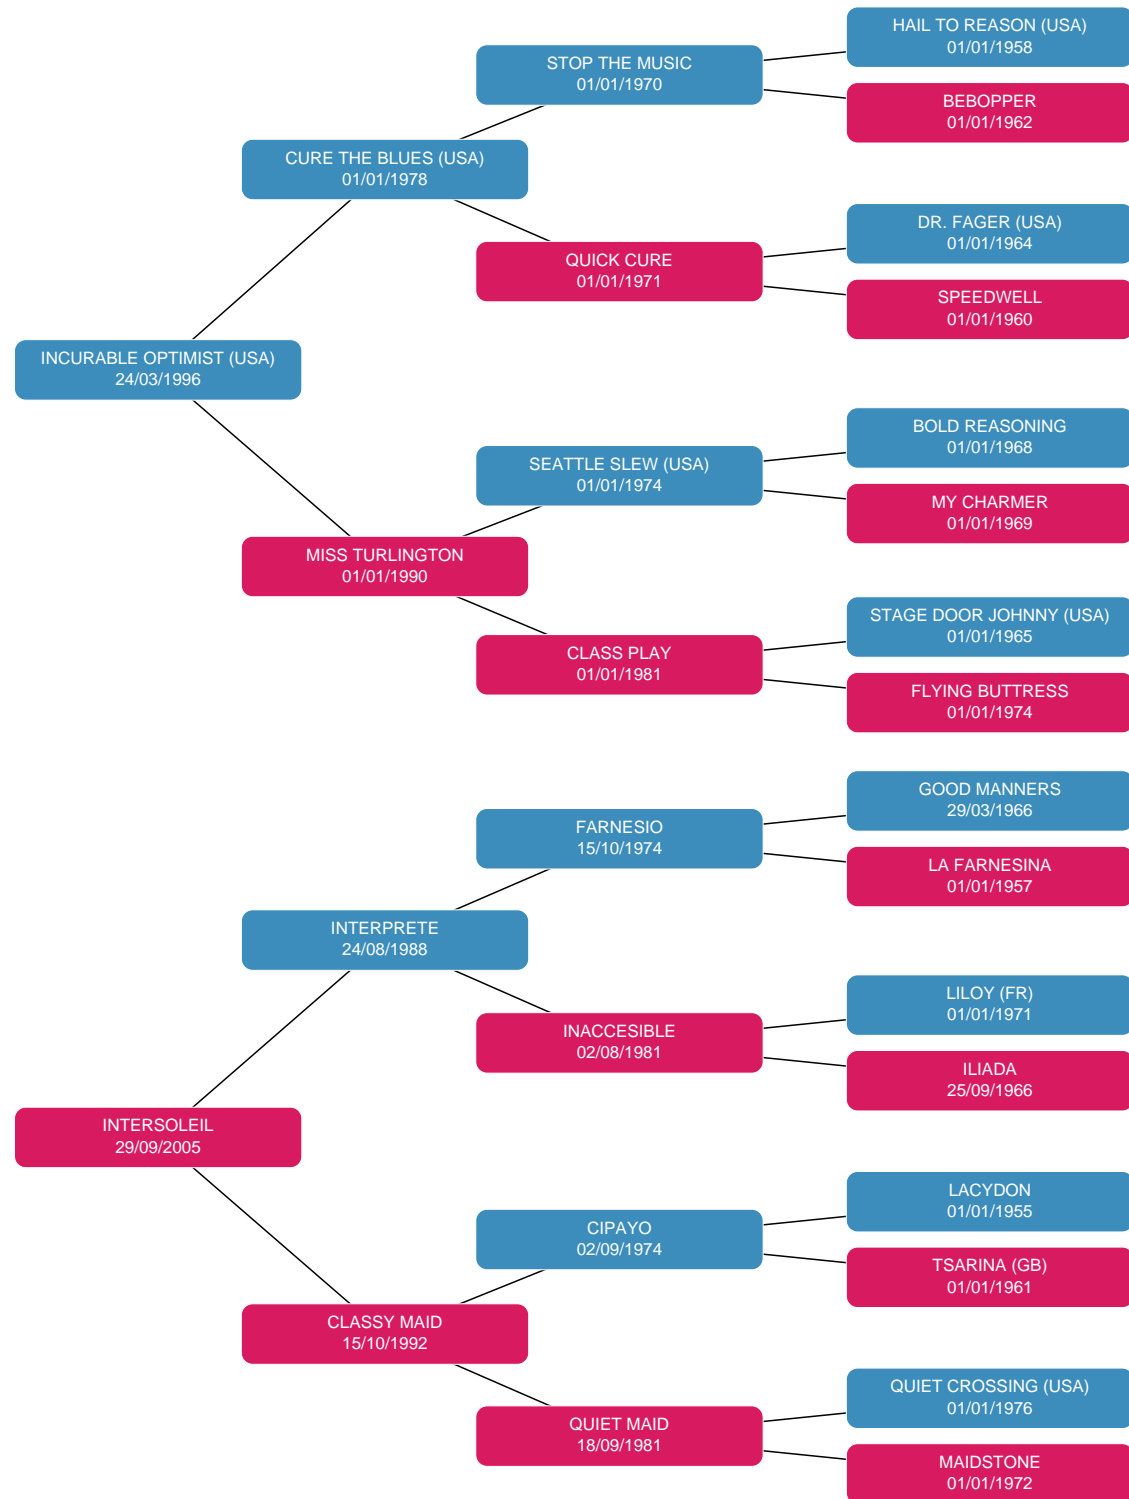 HAIL TO REASON (USA)
01/01/1958
STOP THE MUSIC
01/01/1970
BEBOPPER
01/01/1962
CURE THE BLUES (USA)
01/01/1978
DR. FAGER (USA)
01/01/1964
QUICK CURE
01/01/1971
SPEEDWELL
01/01/1960
INCURABLE OPTIMIST (USA)
24/03/1996
BOLD REASONING
01/01/1968
SEATTLE SLEW (USA)
01/01/1974
MY CHARMER
01/01/1969
MISS TURLINGTON
01/01/1990
STAGE DOOR JOHNNY (USA)
01/01/1965
CLASS PLAY
01/01/1981
FLYING BUTTRESS
01/01/1974
GOOD MANNERS
29/03/1966
FARNESIO
15/10/1974
LA FARNESINA
01/01/1957
INTERPRETE
24/08/1988
LILOY (FR)
01/01/1971
INACCESIBLE
02/08/1981
ILIADA
25/09/1966
INTERSOLEIL
29/09/2005
LACYDON
01/01/1955
CIPAYO
02/09/1974
TSARINA (GB)
01/01/1961
CLASSY MAID
15/10/1992
QUIET CROSSING (USA)
01/01/1976
QUIET MAID
18/09/1981
MAIDSTONE
01/01/1972